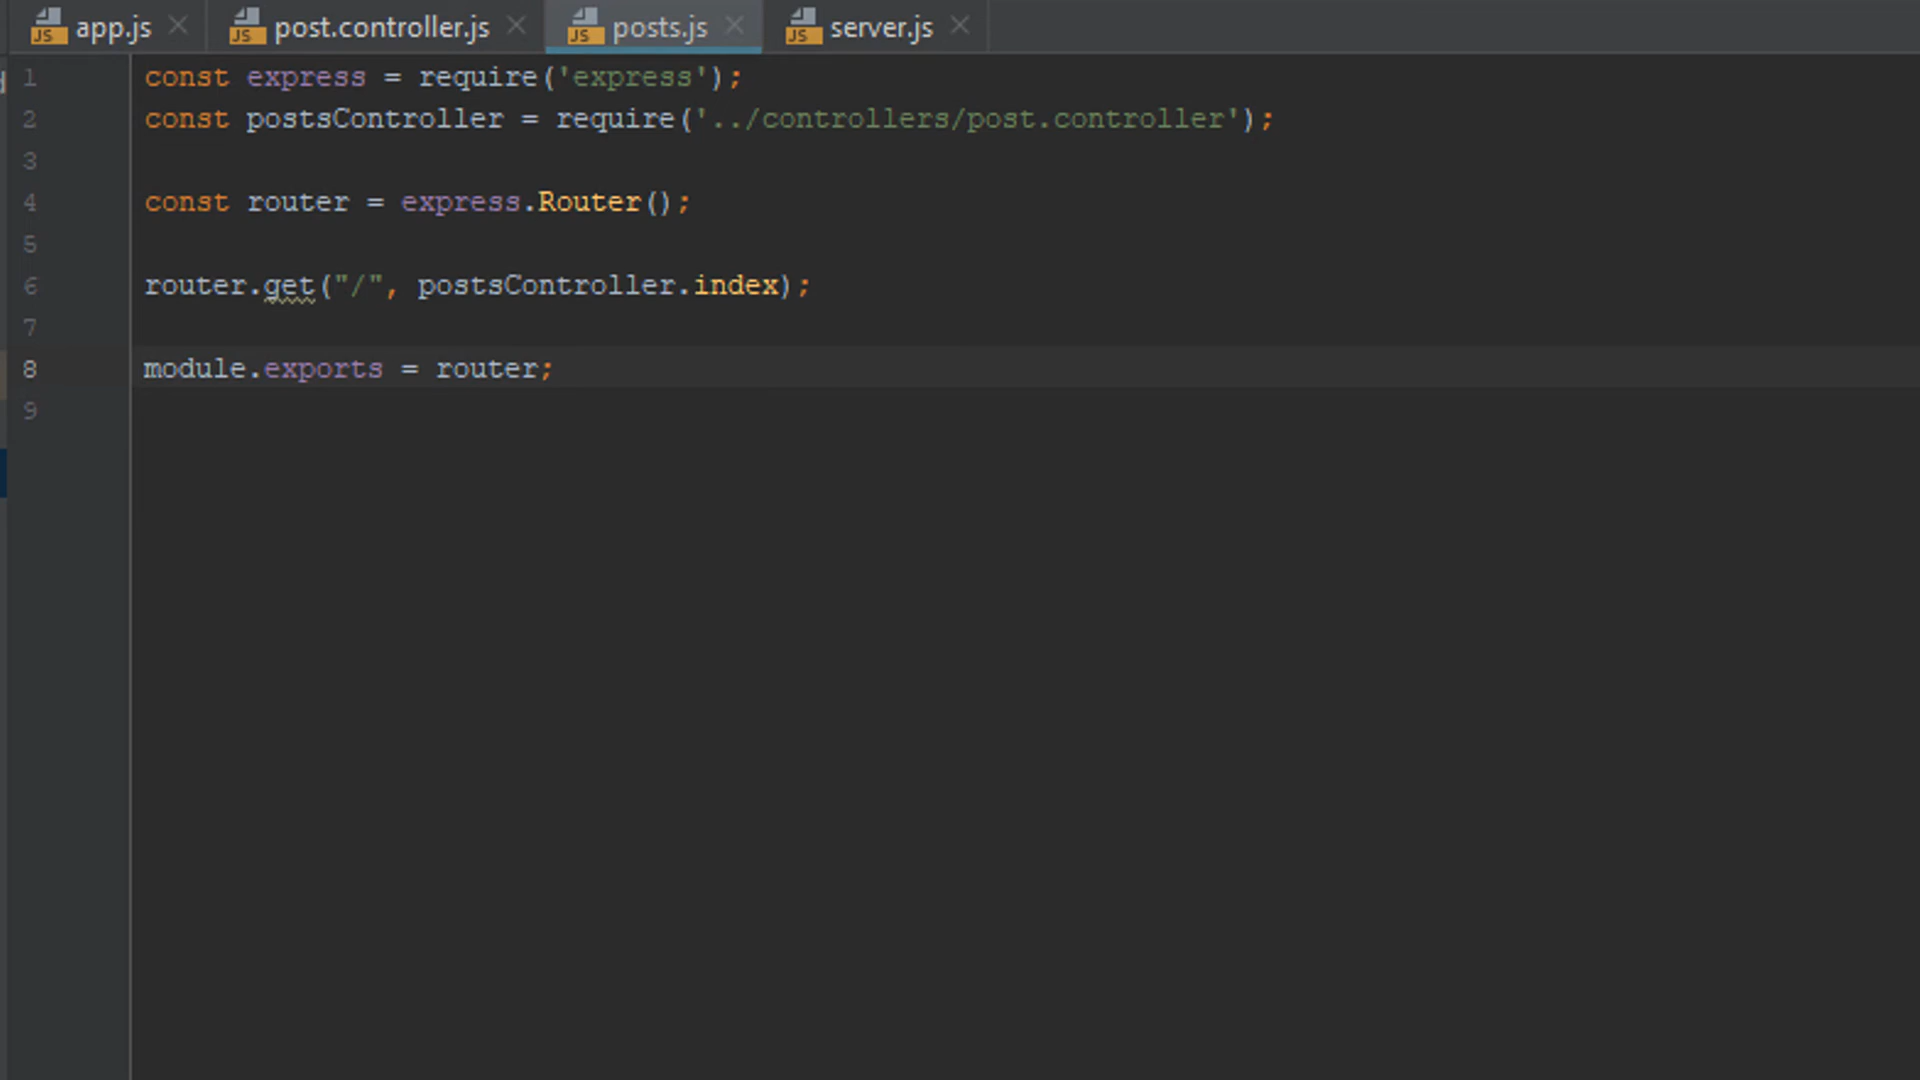 app.js post.controller.js posts.js server.js
1 const express = require('express');
2 const postsController = require('../controllers/post.controller');
3
4 const router = express.Router();
5
6 router.get("/", postsController.index);
7
8 module.exports = router;
9